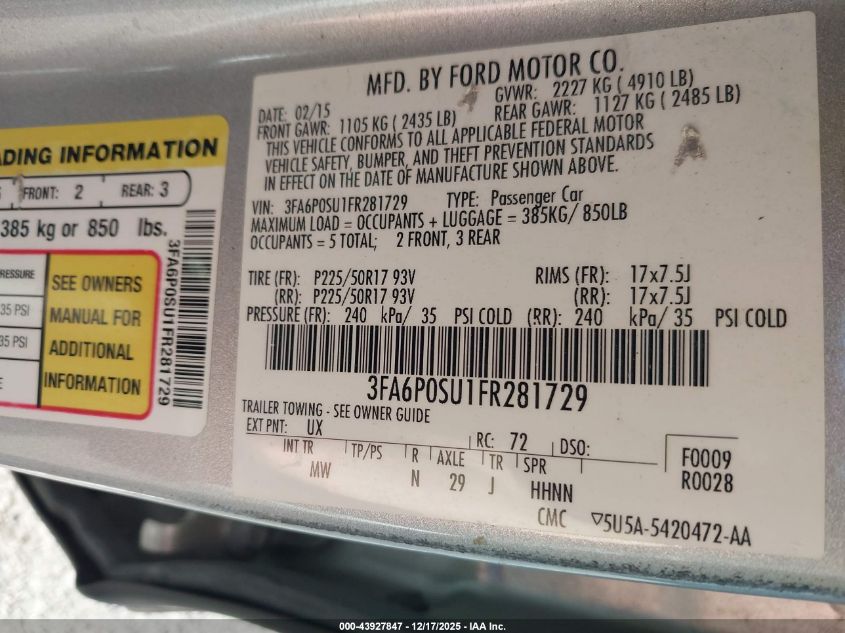 ADING INFORMATION
FRONT: 2 REAR: 3
385 kg or 850 lbs.
PRESSURE
35 PSI
35 PSI
SEE OWNERS
MANUAL FOR
ADDITIONAL
INFORMATION
3FA6P0SU1FR281729
MFD. BY FORD MOTOR CO.
DATE: 02/15 GVWR: 2227 KG ( 4910 LB)
FRONT GAWR: 1105 KG ( 2435 LB) REAR GAWR: 1127 KG ( 2485 LB)
THIS VEHICLE CONFORMS TO ALL APPLICABLE FEDERAL MOTOR
VEHICLE SAFETY, BUMPER, AND THEFT PREVENTION STANDARDS
IN EFFECT ON THE DATE OF MANUFACTURE SHOWN ABOVE.
VIN: 3FA6P0SU1FR281729 TYPE: Passenger Car
MAXIMUM LOAD = OCCUPANTS + LUGGAGE = 385KG/ 850LB
OCCUPANTS = 5 TOTAL; 2 FRONT, 3 REAR
TIRE (FR): P225/50R17 93V RIMS (FR): 17x7.5J
(RR): P225/50R17 93V (RR): 17x7.5J
PRESSURE (FR): 240 kPa/ 35 PSI COLD (RR): 240 kPa/ 35 PSI COLD
3FA6P0SU1FR281729
TRAILER TOWING - SEE OWNER GUIDE
EXT PNT: UX RC: 72 DSO: F0009
INT TR TP/PS R AXLE TR SPR R0028
MW N 29 J HHNN
CMC 5U5A-5420472-AA
000-43927847 - 12/17/2025 - IAA Inc.